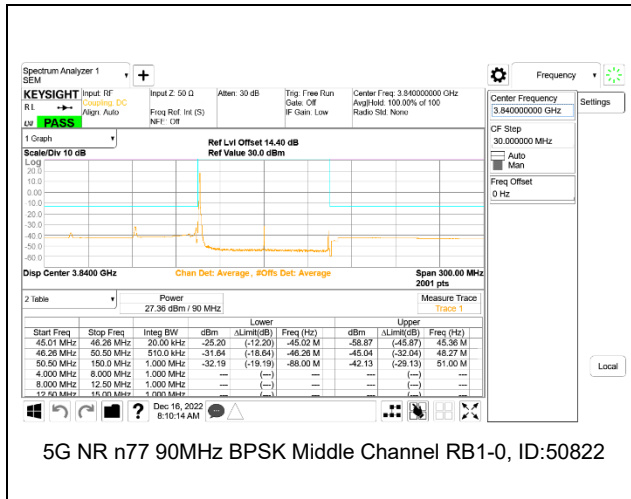 Spectrum Analyzer 1
SEM
Frequency
KEYSIGHT
Input: RF
Input Z: 50 Ω
Atten: 30 dB
Trig: Free Run
Center Freq: 3.840000000 GHz
RL
Coupling: DC
Gate: Off
Avg|Hold: 100.00% of 100
Align: Auto
Freq Ref: Int (S)
IF Gain: Low
Radio Std: None
PASS
NFE: Off
Center Frequency
3.840000000 GHz
Settings
CF Step
30.000000 MHz
Auto
Man
Freq Offset
0 Hz
1 Graph
Ref Lvl Offset 14.40 dB
Scale/Div 10 dB
Ref Value 30.0 dBm
Log
20.0
10.0
0.00
-10.0
-20.0
-30.0
-40.0
-50.0
-60.0
Disp Center 3.8400 GHz
Chan Det: Average, #Offs Det: Average
Span 300.00 MHz
2001 pts
2 Table
Power
27.36 dBm / 90 MHz
Measure Trace
Trace 1
Lower Upper
Start Freq Stop Freq Integ BW dBm ΔLimit(dB) Freq (Hz) dBm ΔLimit(dB) Freq (Hz)
45.01 MHz 46.26 MHz 20.00 kHz -25.20 (-12.20) -45.02 M -58.87 (-45.87) 45.36 M
46.26 MHz 50.50 MHz 510.0 kHz -31.64 (-18.64) -46.26 M -45.04 (-32.04) 48.27 M
50.50 MHz 150.0 MHz 1.000 MHz -32.19 (-19.19) -88.00 M -42.13 (-29.13) 51.00 M
4.000 MHz 8.000 MHz 1.000 MHz --- (---) --- --- (---) ---
8.000 MHz 12.50 MHz 1.000 MHz --- (---) --- --- (---) ---
12.50 MHz 15.00 MHz 1.000 MHz --- (---) --- --- (---) ---
Local
?
Dec 16, 2022
8:10:14 AM
5G NR n77 90MHz BPSK Middle Channel RB1-0, ID:50822